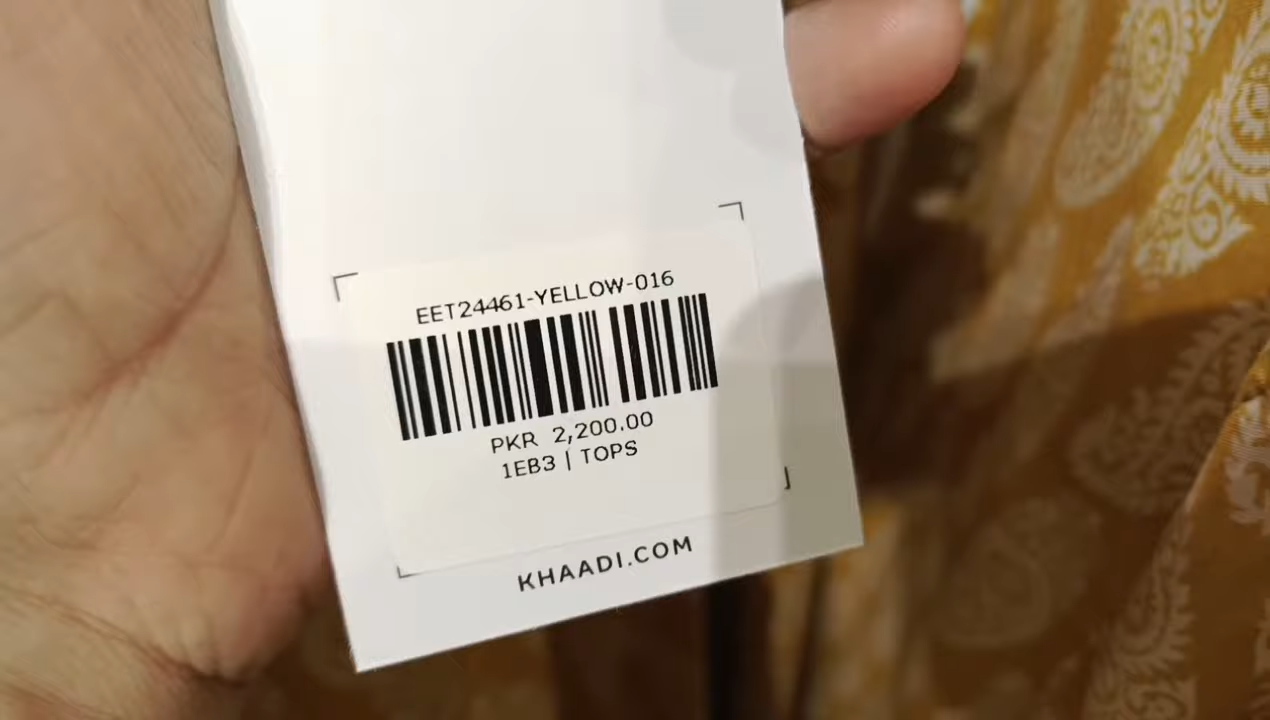 EET24461-YELLOW-016
PKR 2,200.00
1EB3 | TOPS
KHAADI.COM